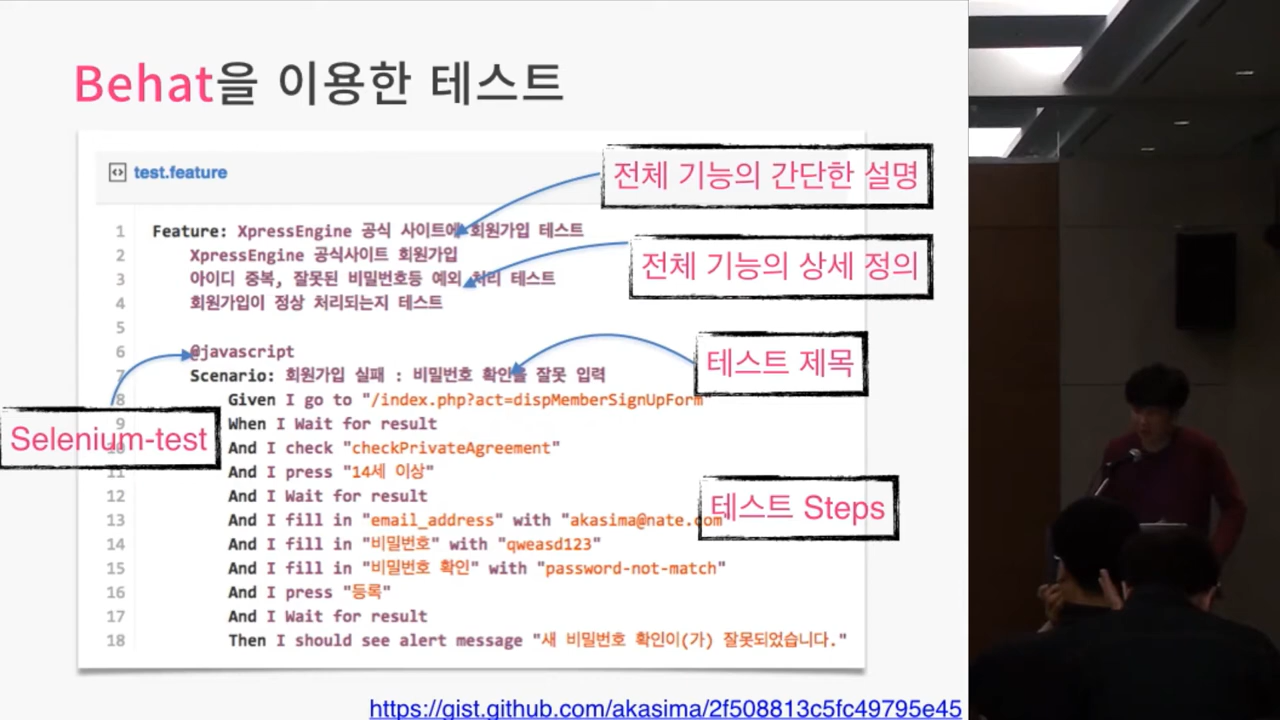 Behat을 이용한 테스트
test.feature
전체 기능의 간단한 설명
1 Feature: XpressEngine 공식 사이트에 회원가입 테스트
2 XpressEngine 공식사이트 회원가입
전체 기능의 상세 정의
3 아이디 중복, 잘못된 비밀번호등 예외 처리 테스트
4 회원가입이 정상 처리되는지 테스트
5
6 @javascript
테스트 제목
7 Scenario: 회원가입 실패 : 비밀번호 확인을 잘못 입력
8 Given I go to "/index.php?act=dispMemberSignUpForm"
9 When I Wait for result
Selenium-test
10 And I check "checkPrivateAgreement"
11 And I press "14세 이상"
12 And I Wait for result
테스트 Steps
13 And I fill in "email_address" with "akasima@nate.com"
14 And I fill in "비밀번호" with "qweasd123"
15 And I fill in "비밀번호 확인" with "password-not-match"
16 And I press "등록"
17 And I Wait for result
18 Then I should see alert message "새 비밀번호 확인이(가) 잘못되었습니다."
https://gist.github.com/akasima/2f508813c5fc49795e45